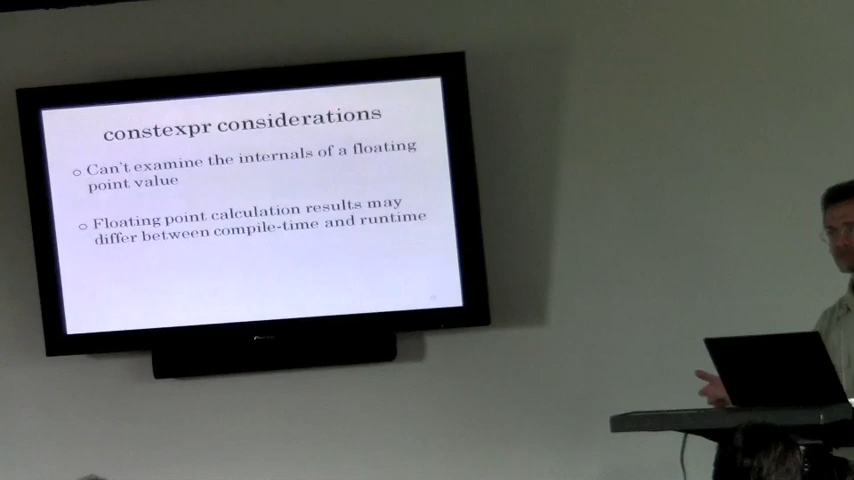 constexpr considerations
Can't examine the internals of a floating
point value
Floating point calculation results may
differ between compile-time and runtime